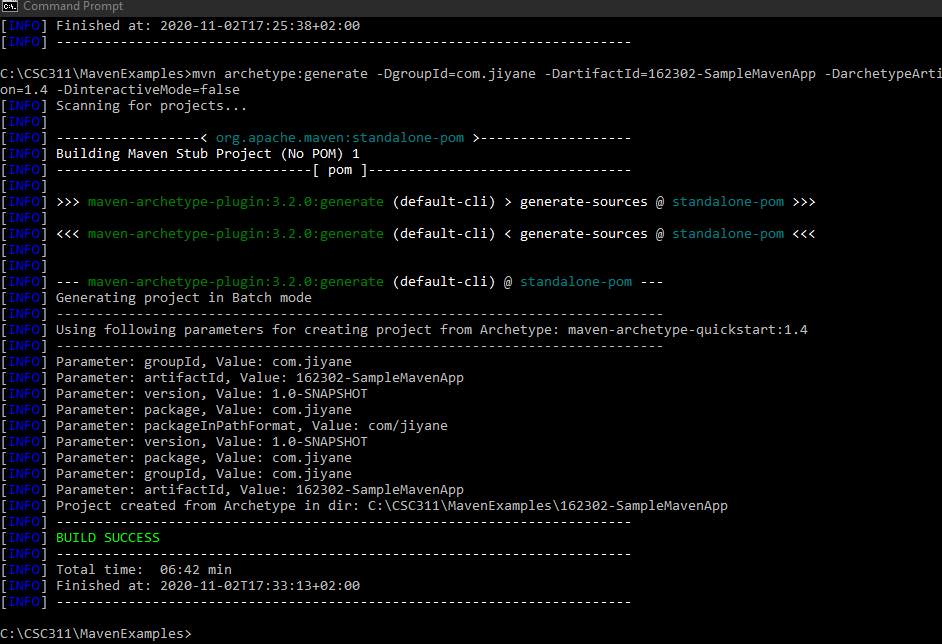 Command Prompt
[INFO] Finished at: 2020-11-02T17:25:38+02:00
[INFO] ------------------------------------------------------------------------
C:\CSC311\MavenExamples>mvn archetype:generate -DgroupId=com.jiyane -DartifactId=162302-SampleMavenApp -DarchetypeArti
on=1.4 -DinteractiveMode=false
[INFO] Scanning for projects...
[INFO]
[INFO] ------------------< org.apache.maven:standalone-pom >-------------------
[INFO] Building Maven Stub Project (No POM) 1
[INFO] --------------------------------[ pom ]---------------------------------
[INFO]
[INFO] >>> maven-archetype-plugin:3.2.0:generate (default-cli) > generate-sources @ standalone-pom >>>
[INFO]
[INFO] <<< maven-archetype-plugin:3.2.0:generate (default-cli) < generate-sources @ standalone-pom <<<
[INFO]
[INFO]
[INFO] --- maven-archetype-plugin:3.2.0:generate (default-cli) @ standalone-pom ---
[INFO] Generating project in Batch mode
[INFO] ----------------------------------------------------------------------------
[INFO] Using following parameters for creating project from Archetype: maven-archetype-quickstart:1.4
[INFO] ----------------------------------------------------------------------------
[INFO] Parameter: groupId, Value: com.jiyane
[INFO] Parameter: artifactId, Value: 162302-SampleMavenApp
[INFO] Parameter: version, Value: 1.0-SNAPSHOT
[INFO] Parameter: package, Value: com.jiyane
[INFO] Parameter: packageInPathFormat, Value: com/jiyane
[INFO] Parameter: version, Value: 1.0-SNAPSHOT
[INFO] Parameter: package, Value: com.jiyane
[INFO] Parameter: groupId, Value: com.jiyane
[INFO] Parameter: artifactId, Value: 162302-SampleMavenApp
[INFO] Project created from Archetype in dir: C:\CSC311\MavenExamples\162302-SampleMavenApp
[INFO] ------------------------------------------------------------------------
[INFO] BUILD SUCCESS
[INFO] ------------------------------------------------------------------------
[INFO] Total time:  06:42 min
[INFO] Finished at: 2020-11-02T17:33:13+02:00
[INFO] ------------------------------------------------------------------------
C:\CSC311\MavenExamples>